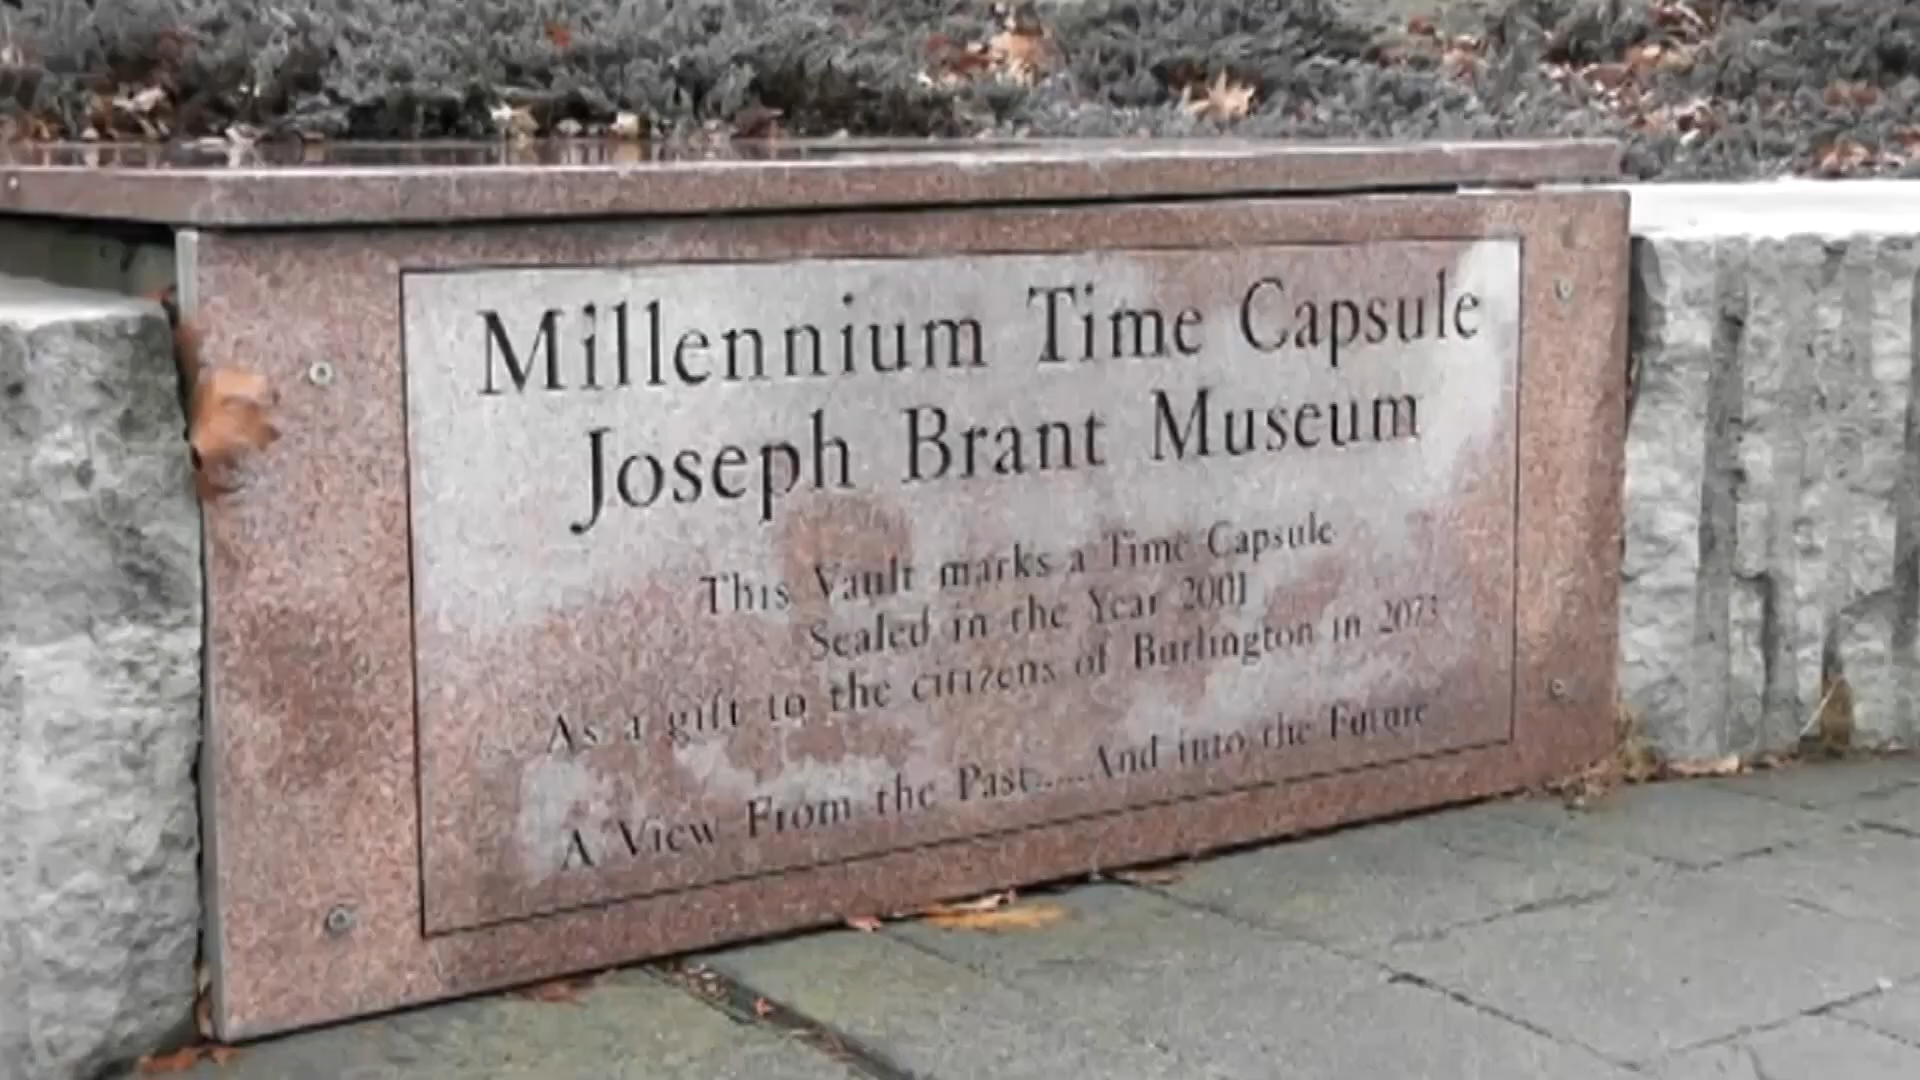 Millennium Time Capsule
Joseph Brant Museum
This Vault marks a Time Capsule
Sealed in the Year 2001
As a gift to the citizens of Burlington in 2073
A View From the Past.....And into the Future